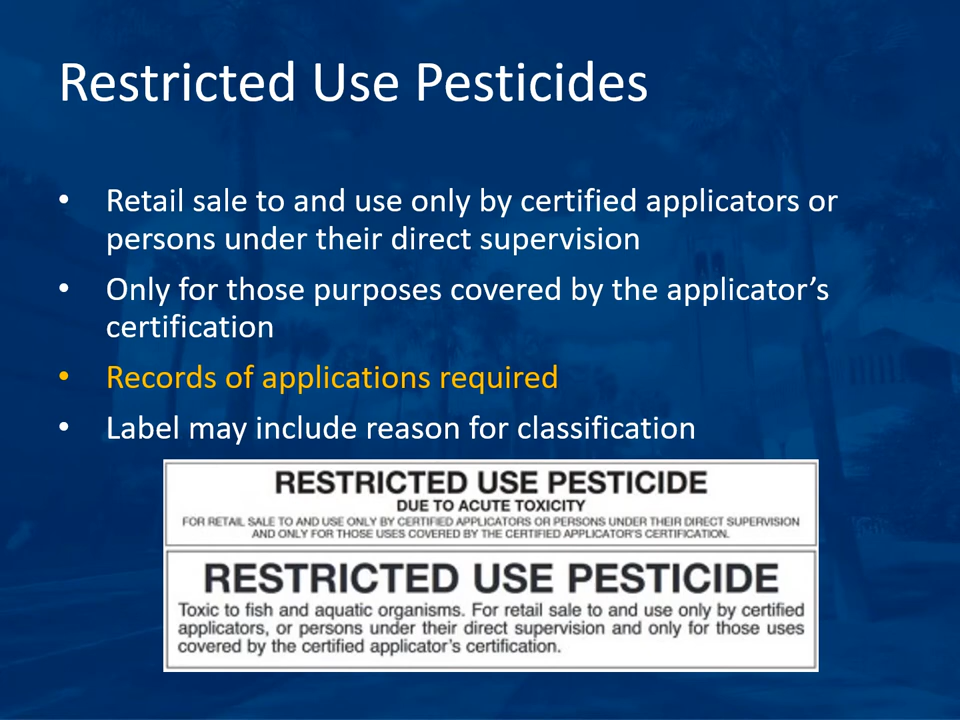 Restricted Use Pesticides
• Retail sale to and use only by certified applicators or
persons under their direct supervision
• Only for those purposes covered by the applicator’s
certification
• Records of applications required
• Label may include reason for classification
RESTRICTED USE PESTICIDE
DUE TO ACUTE TOXICITY
FOR RETAIL SALE TO AND USE ONLY BY CERTIFIED APPLICATORS OR PERSONS UNDER THEIR DIRECT SUPERVISION
AND ONLY FOR THOSE USES COVERED BY THE CERTIFIED APPLICATOR'S CERTIFICATION.
RESTRICTED USE PESTICIDE
Toxic to fish and aquatic organisms. For retail sale to and use only by certified
applicators, or persons under their direct supervision and only for those uses
covered by the certified applicator's certification.